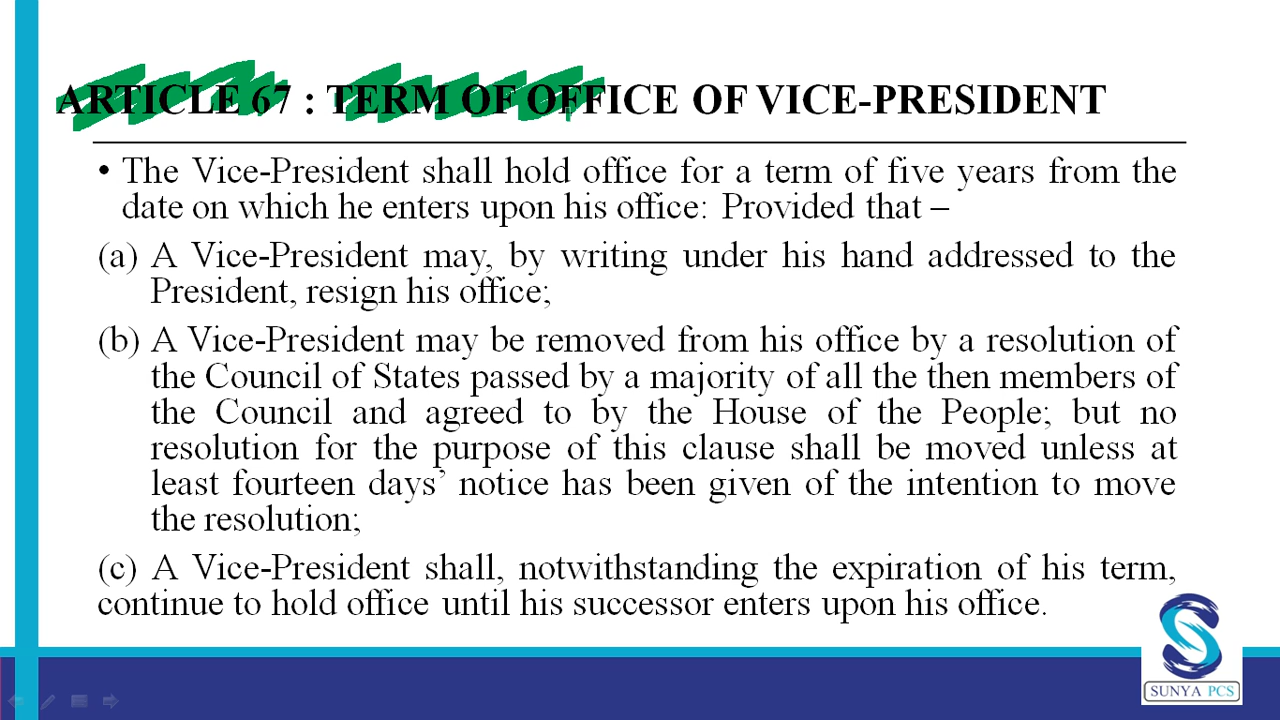 ARTICLE 67 : TERM OF OFFICE OF VICE-PRESIDENT
• The Vice-President shall hold office for a term of five years from the
date on which he enters upon his office: Provided that –
(a) A Vice-President may, by writing under his hand addressed to the
President, resign his office;
(b) A Vice-President may be removed from his office by a resolution of
the Council of States passed by a majority of all the then members of
the Council and agreed to by the House of the People; but no
resolution for the purpose of this clause shall be moved unless at
least fourteen days’ notice has been given of the intention to move
the resolution;
(c) A Vice-President shall, notwithstanding the expiration of his term,
continue to hold office until his successor enters upon his office.
SUNYA PCS